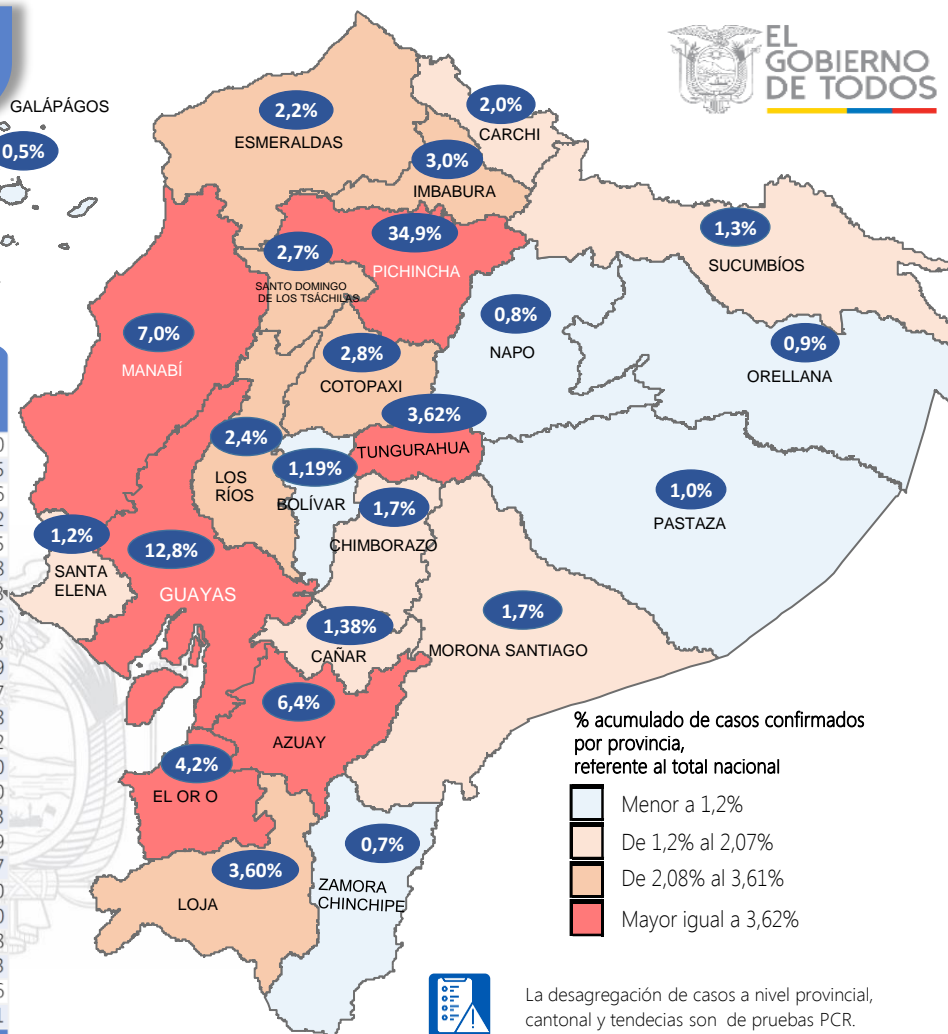 EL
GOBIERNO
DE TODOS
GALÁPÁGOS
0,5%
2,2%
ESMERALDAS
2,0%
CARCHI
3,0%
IMBABURA
1,3%
SUCUMBÍOS
34,9%
PICHINCHA
2,7%
SANTO DOMINGO
DE LOS TSÁCHILAS
7,0%
MANABÍ
0,8%
NAPO
0,9%
ORELLANA
2,8%
COTOPAXI
3,62%
TUNGURAHUA
2,4%
LOS
RÍOS
1,19%
BOLÍVAR
1,7%
CHIMBORAZO
1,0%
PASTAZA
1,2%
SANTA
ELENA
12,8%
GUAYAS
1,38%
CAÑAR
1,7%
MORONA SANTIAGO
6,4%
AZUAY
4,2%
EL OR O
3,60%
LOJA
0,7%
ZAMORA
CHINCHIPE
% acumulado de casos confirmados
por provincia,
referente al total nacional
Menor a 1,2%
De 1,2% al 2,07%
De 2,08% al 3,61%
Mayor igual a 3,62%
La desagregación de casos a nivel provincial,
cantonal y tendecias son de pruebas PCR.